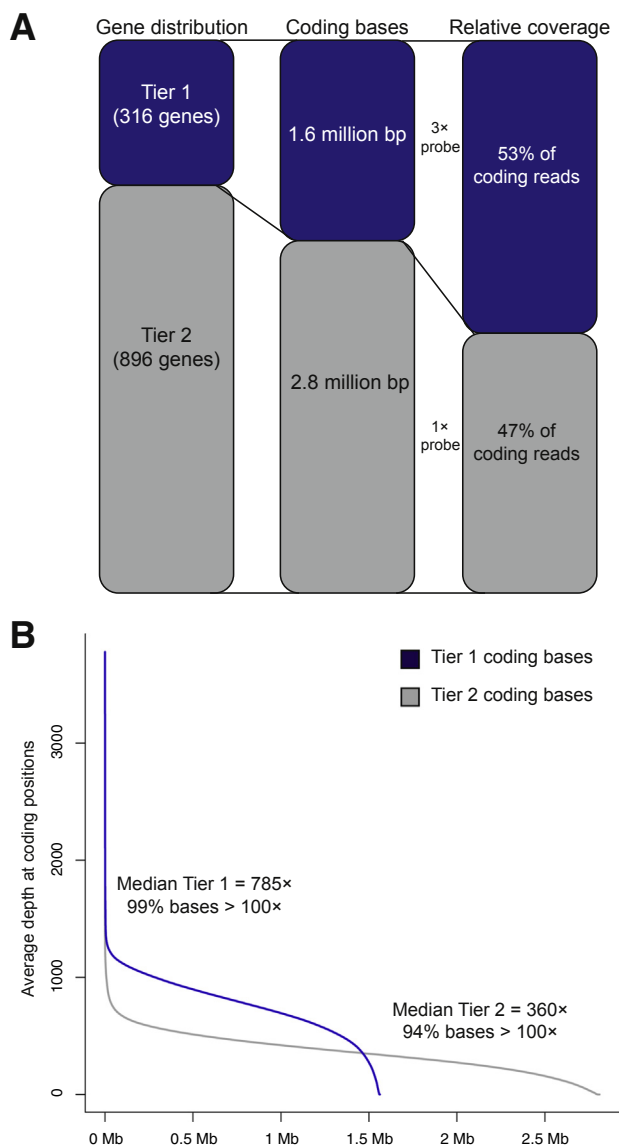 A
Gene distribution Coding bases Relative coverage
Tier 1
(316 genes)
1.6 million bp
3×
probe
53% of
coding reads
Tier 2
(896 genes)
2.8 million bp
1×
probe
47% of
coding reads
B
Tier 1 coding bases
Tier 2 coding bases
Average depth at coding positions
3000
2000
1000
0
Median Tier 1 = 785×
99% bases > 100×
Median Tier 2 = 360×
94% bases > 100×
0 Mb 0.5 Mb 1 Mb 1.5 Mb 2 Mb 2.5 Mb